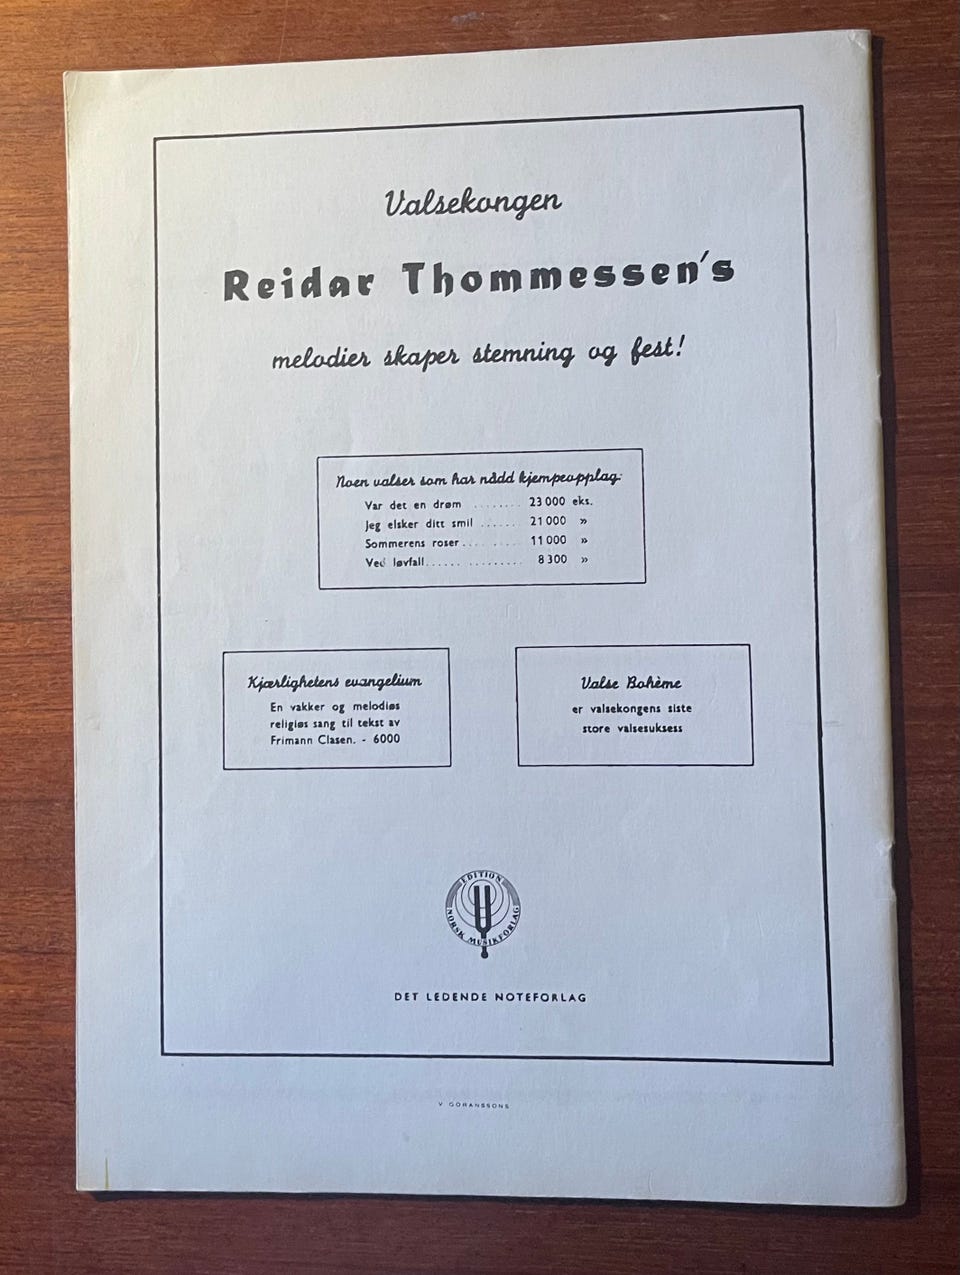 Valsekongen
Reidar Thommessen's
melodier skaper stemning og fest!
Noen valser som har nådd kjempeopplag:
Var det en drøm ........ 23 000 eks.
Jeg elsker ditt smil ...... 21 000 »
Sommerens roser.......... 11 000 »
Ved løvfall............... 8 300 »
Kjærlighetens evangelium
En vakker og melodiøs
religiøs sang til tekst av
Frimann Clasen. - 6000
Valse Bohème
er valsekongens siste
store valsesuksess
EDITION
NORSK MUSIKFORLAG
DET LEDENDE NOTEFORLAG
V GORANSSONS